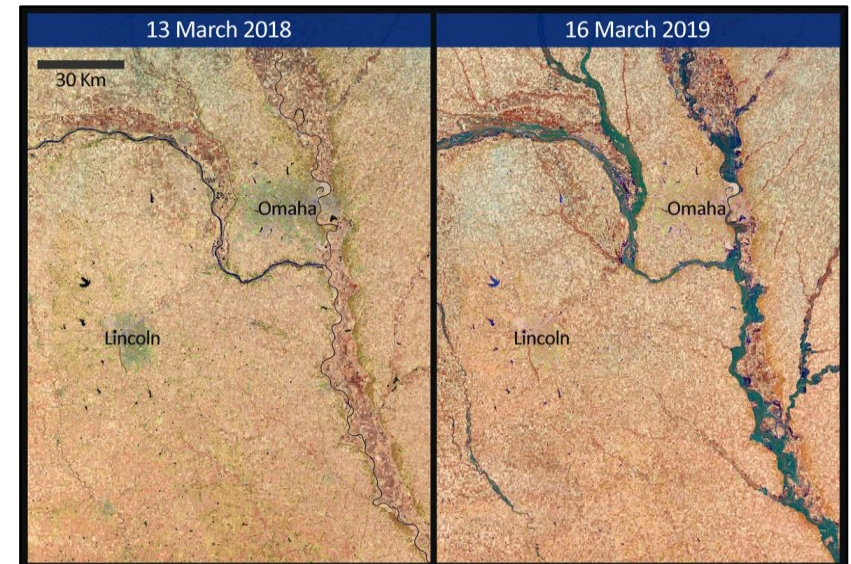 13 March 2018
16 March 2019
30 Km
Omaha
Omaha
Lincoln
Lincoln